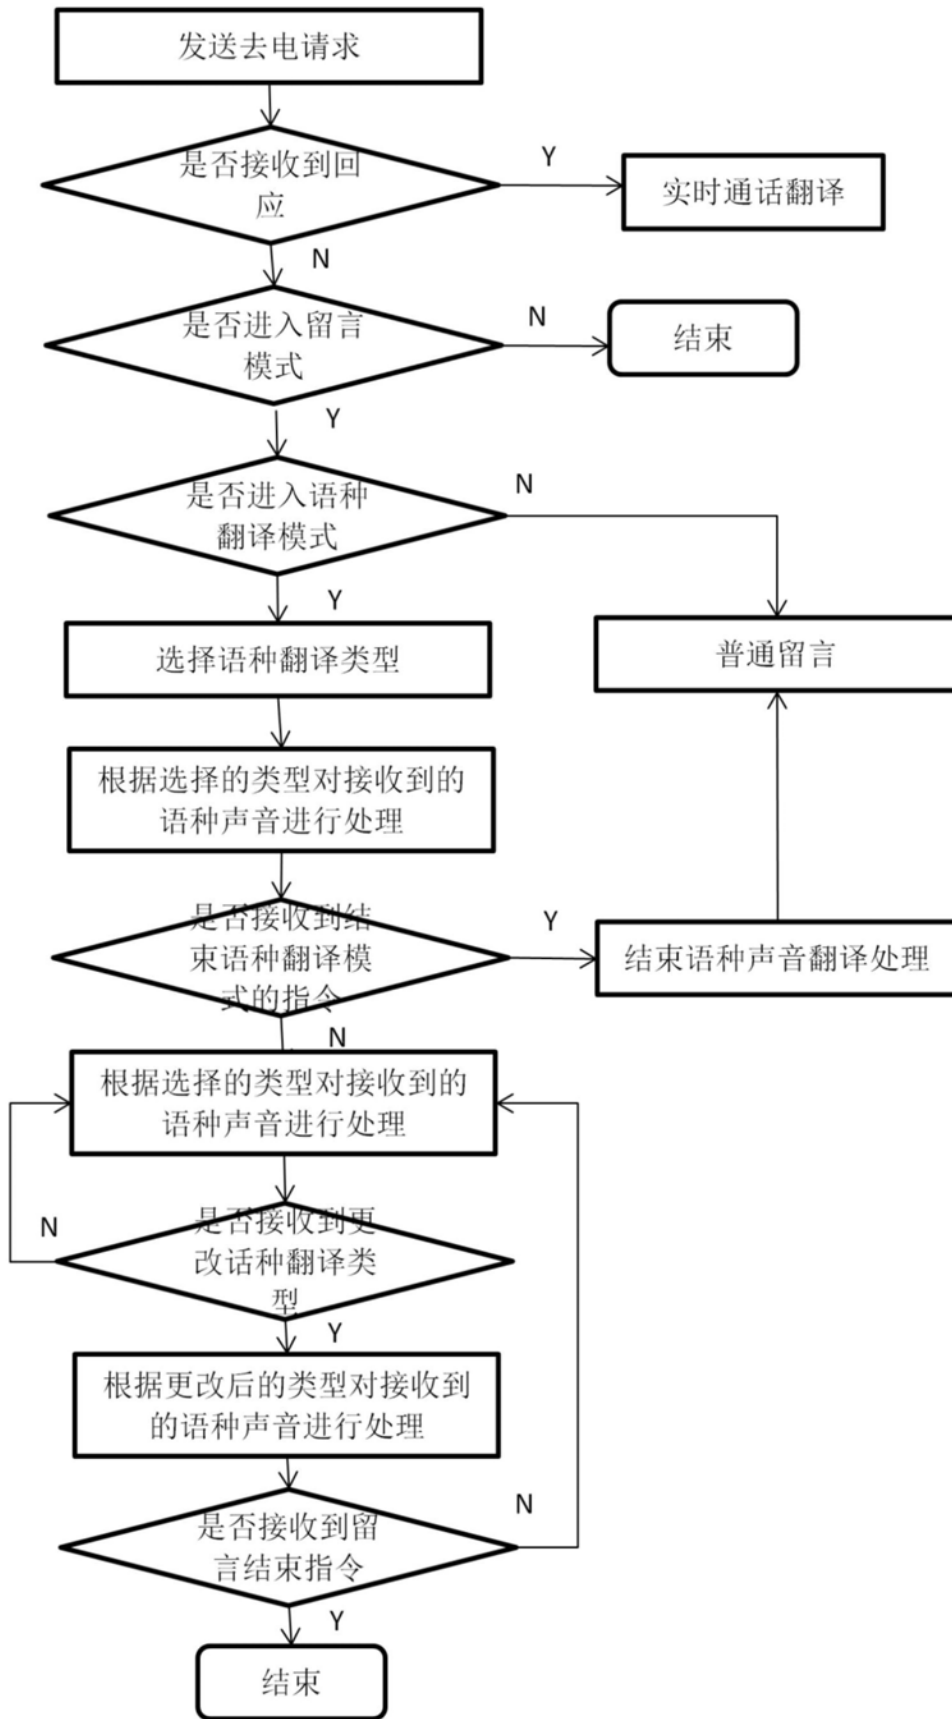 发送去电请求
是否接收到回
应
Y
实时通话翻译
N
是否进入留言
模式
N
结束
Y
是否进入语种
翻译模式
N
Y
选择语种翻译类型
普通留言
根据选择的类型对接收到的
语种声音进行处理
是否接收到结
束语种翻译模
式的指令
Y
结束语种声音翻译处理
N
根据选择的类型对接收到的
语种声音进行处理
N
是否接收到更
改话种翻译类
型
Y
根据更改后的类型对接收到
的语种声音进行处理
是否接收到留
言结束指令
N
Y
结束